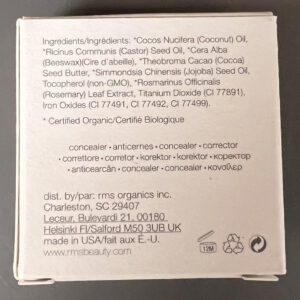 Ingredients/Ingrédients: *Cocos Nucifera (Coconut) Oil,
*Ricinus Communis (Castor) Seed Oil, *Cera Alba
(Beeswax)(Cire d'abeille), *Theobroma Cacao (Cocoa)
Seed Butter, *Simmondsia Chinensis (Jojoba) Seed Oil,
Tocopherol (non-GMO), *Rosmarinus Officinalis
(Rosemary) Leaf Extract, Titanium Dioxide (CI 77891),
Iron Oxides (CI 77491, CI 77492, CI 77499).
* Certified Organic/Certifié Biologique
concealer • anticernes • concealer • corrector
correttore • corretor • korektor • korektor • коректор
anticearcăn • concealer • concealer • κονσίλερ
dist. by/par: rms organics inc.
Charleston, SC 29407
Leceur, Bulevardi 21, 00180
Helsinki FI/Salford M50 3UB UK
made in USA/fait aux É.-U.
www.rmsbeauty.com
12M